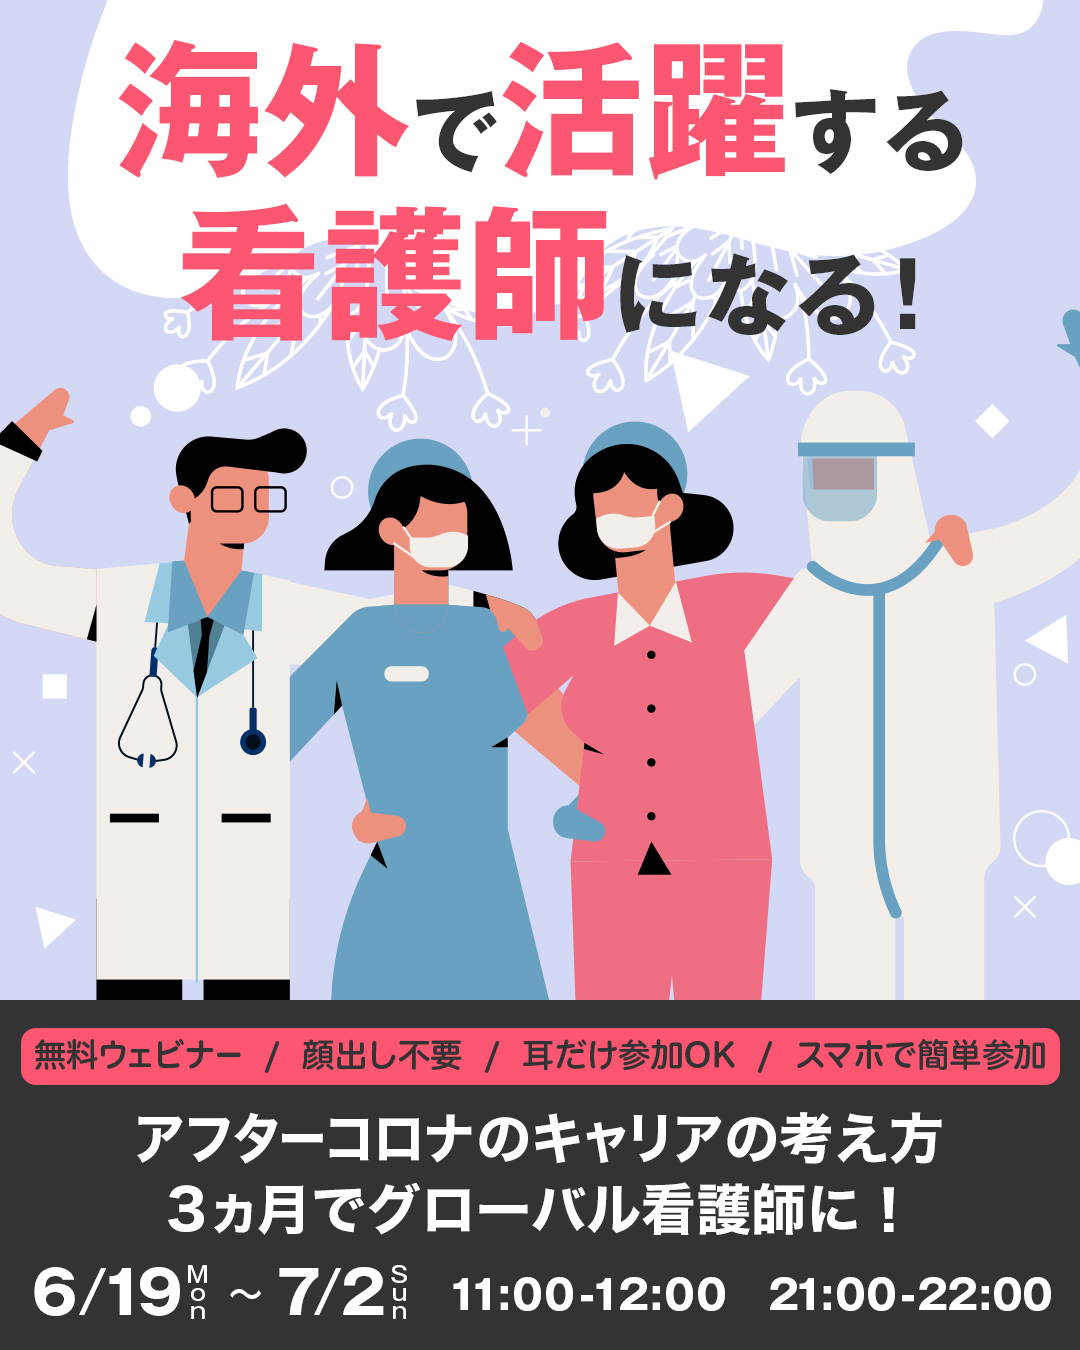 海外で活躍する
看護師になる!
無料ウェビナー / 顔出し不要 / 耳だけ参加OK / スマホで簡単参加
アフターコロナのキャリアの考え方
3ヵ月でグローバル看護師に!
6/19 Mon ~ 7/2 Sun 11:00-12:00 21:00-22:00